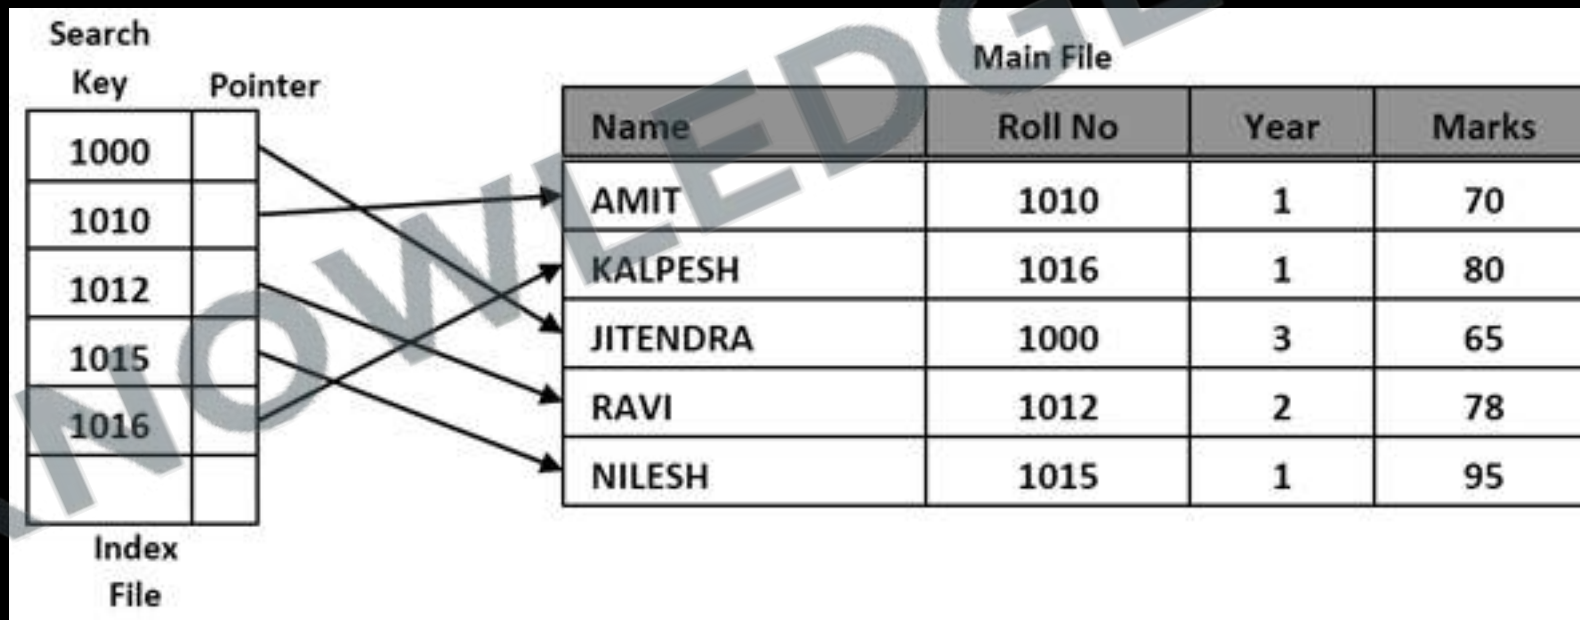 Search
Key Pointer
1000
1010
1012
1015
1016
Index
File
Main File
Name Roll No Year Marks
AMIT 1010 1 70
KALPESH 1016 1 80
JITENDRA 1000 3 65
RAVI 1012 2 78
NILESH 1015 1 95